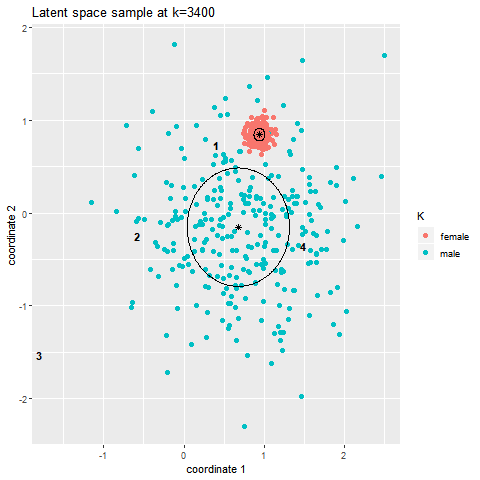 Latent space sample at k=3400
2
1
0
-1
-2
coordinate 2
1
2
3
4
-1
0
1
2
coordinate 1
K
female
male